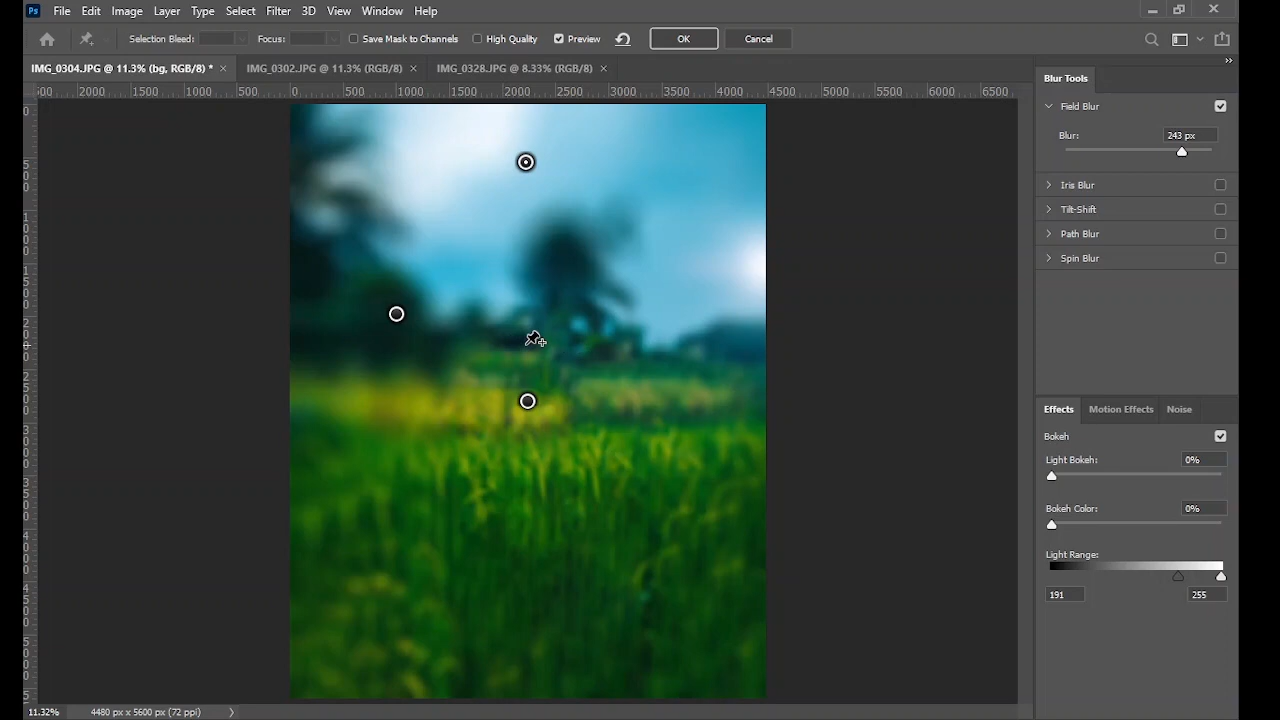 Ps File Edit Image Layer Type Select Filter 3D View Window Help
Selection Bleed: Focus: Save Mask to Channels High Quality Preview OK Cancel
IMG_0304.JPG @ 11.3% (bg, RGB/8) * × IMG_0302.JPG @ 11.3% (RGB/8) × IMG_0328.JPG @ 8.33% (RGB/8) ×
2000 1500 1000 500 0 500 1000 1500 2000 2500 3000 3500 4000 4500 5000 5500 6000 6500
Blur Tools
Field Blur
Blur: 243 px
Iris Blur
Tilt-Shift
Path Blur
Spin Blur
Effects Motion Effects Noise
Bokeh
Light Bokeh: 0%
Bokeh Color: 0%
Light Range:
191 255
11.32% 4480 px x 5600 px (72 ppi)